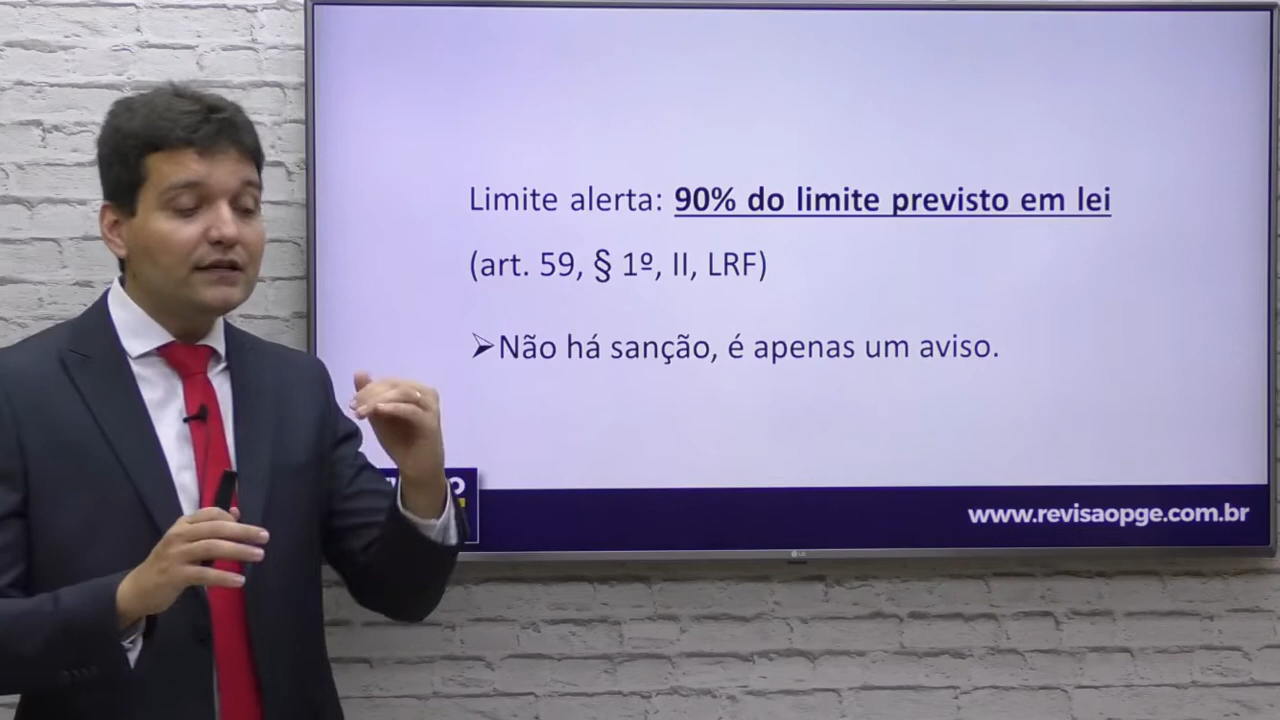 Limite alerta: 90% do limite previsto em lei
(art. 59, § 1º, II, LRF)
➢Não há sanção, é apenas um aviso.
www.revisaopge.com.br
LG